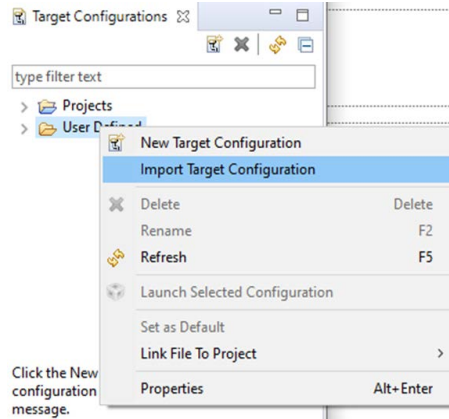 Target Configurations
type filter text
Projects
User Defined
New Target Configuration
Import Target Configuration
Delete Delete
Rename F2
Refresh F5
Launch Selected Configuration
Set as Default
Link File To Project
Properties Alt+Enter
Click the New
configuration
message.